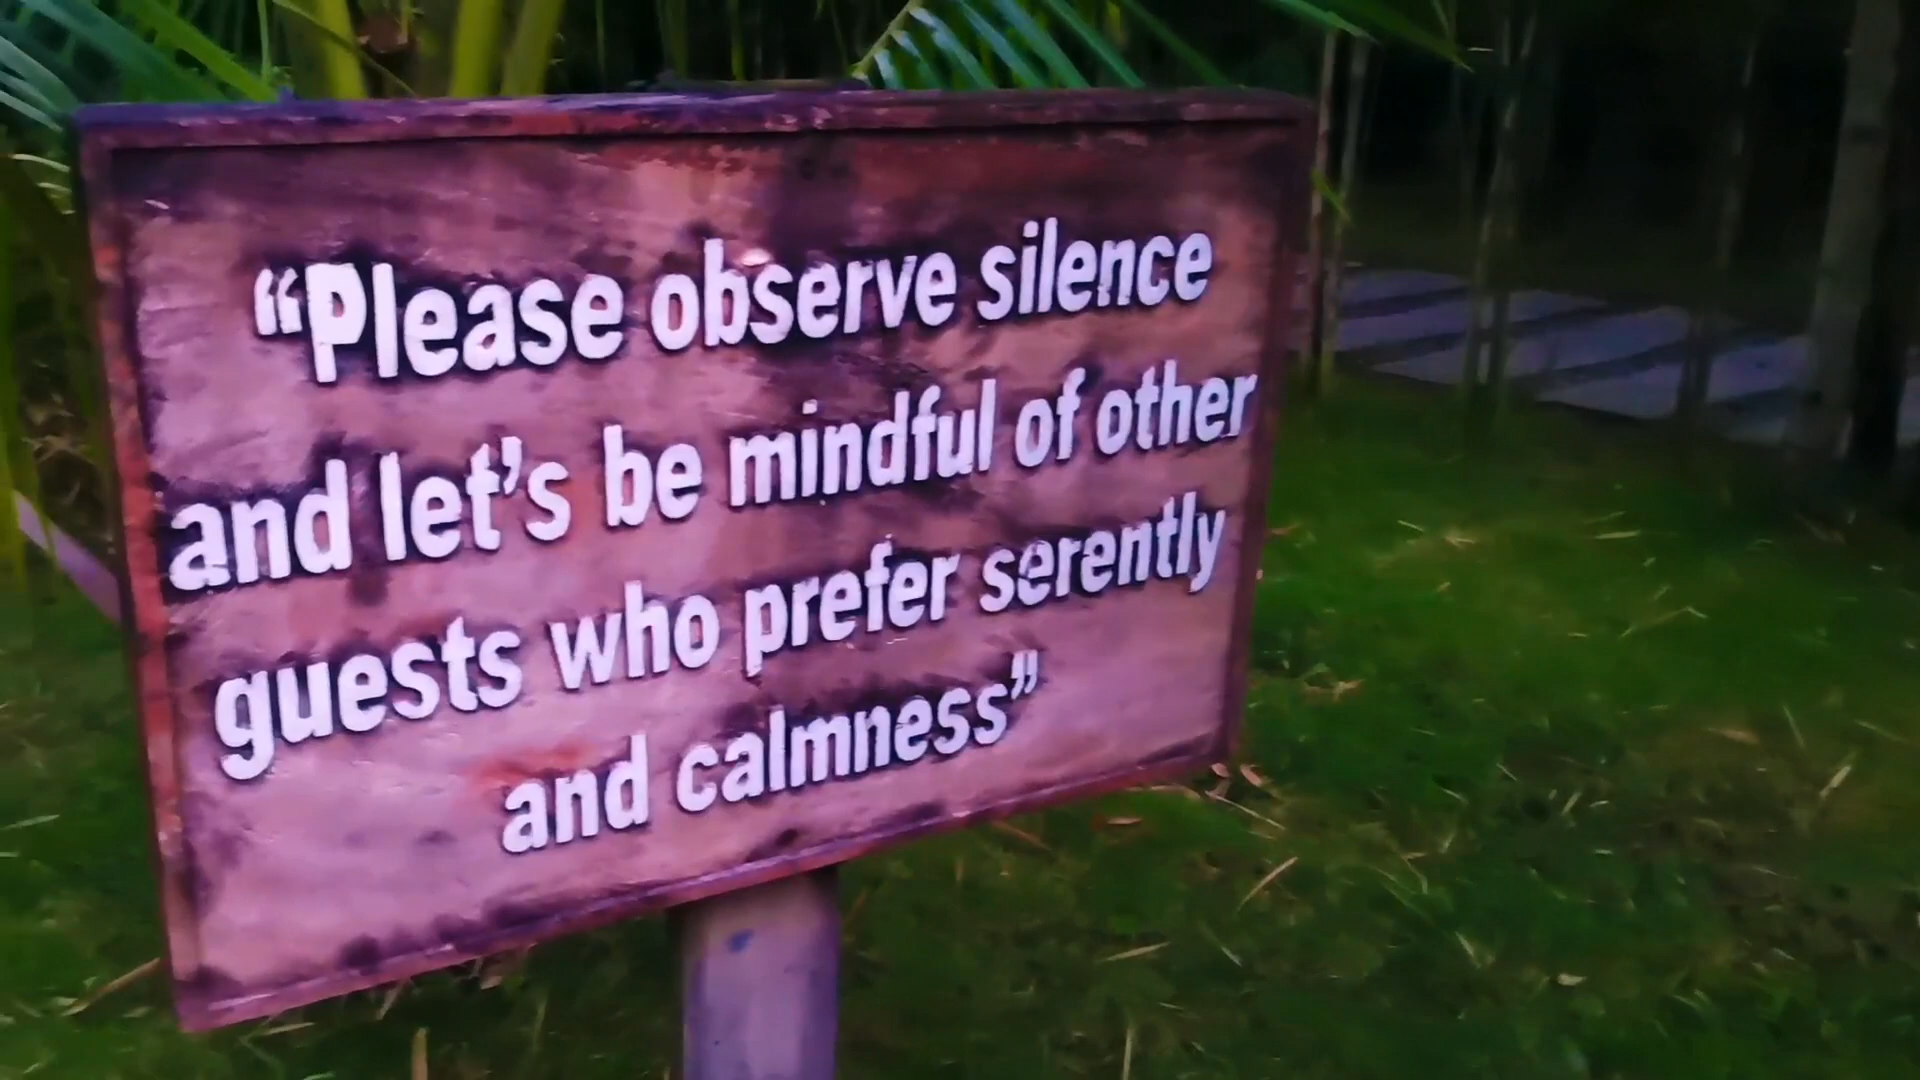 “Please observe silence
and let’s be mindful of other
guests who prefer serently
and calmness”